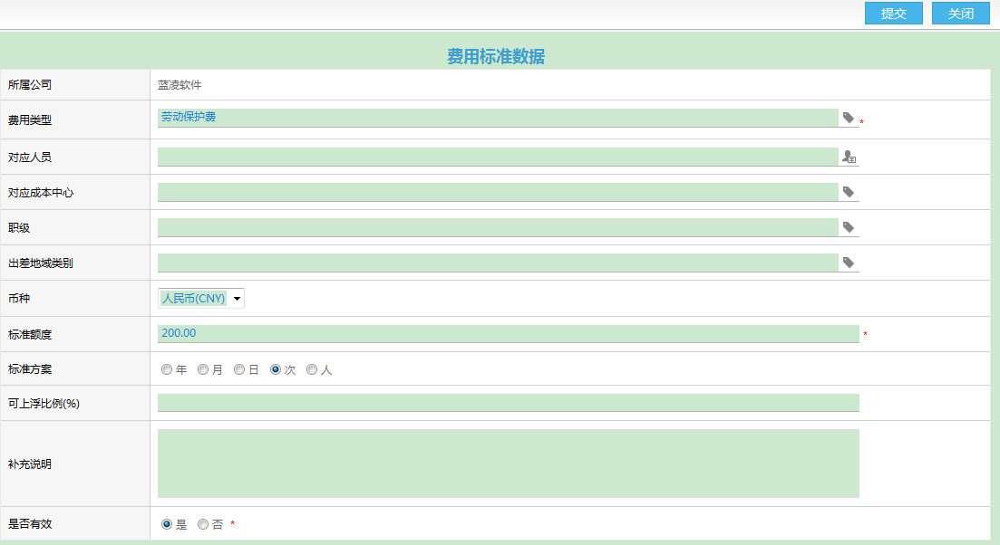 提交 关闭
费用标准数据
所属公司 蓝凌软件
费用类型 劳动保护费 *
对应人员
对应成本中心
职级
出差地域类别
币种 人民币(CNY)
标准额度 200.00 *
标准方案 年 月 日 次 人
可上浮比例(%)
补充说明
是否有效 是 否 *